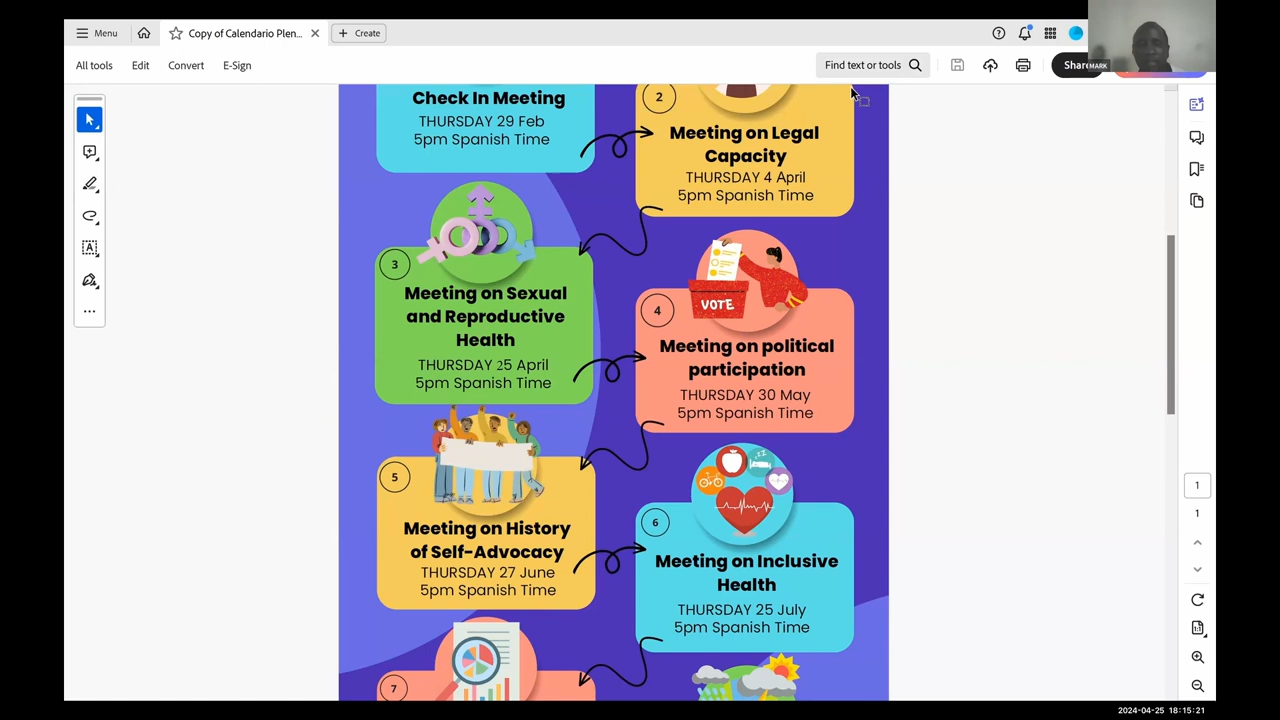 Menu
Copy of Calendario Plen...
Create
All tools
Edit
Convert
E-Sign
Find text or tools
MARK
Check In Meeting
THURSDAY 29 Feb
5pm Spanish Time
2
Meeting on Legal
Capacity
THURSDAY 4 April
5pm Spanish Time
3
Meeting on Sexual
and Reproductive
Health
THURSDAY 25 April
5pm Spanish Time
4
VOTE
Meeting on political
participation
THURSDAY 30 May
5pm Spanish Time
5
Meeting on History
of Self-Advocacy
THURSDAY 27 June
5pm Spanish Time
6
Meeting on Inclusive
Health
THURSDAY 25 July
5pm Spanish Time
7
1
1
2024-04-25 18:15:21